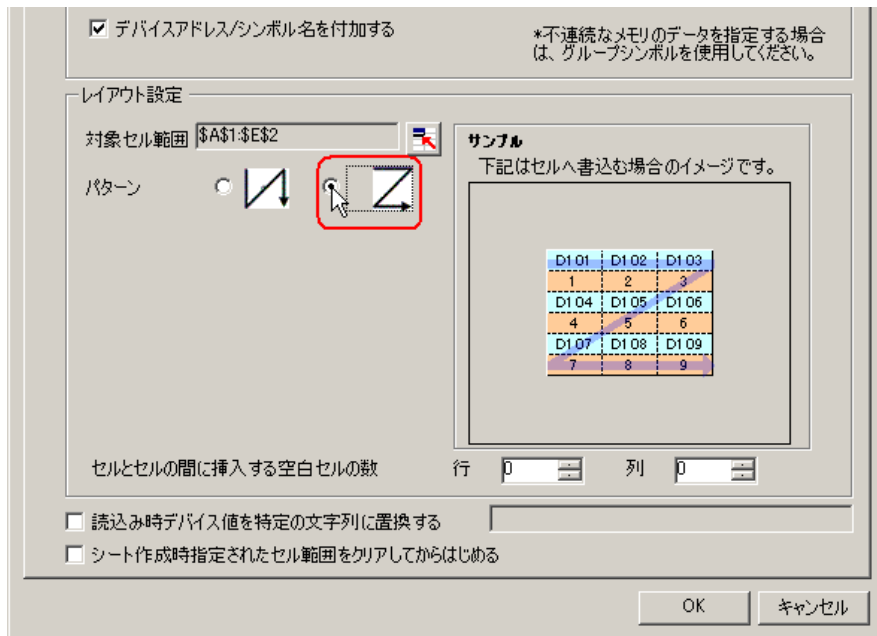 デバイスアドレス/シンボル名を付加する
*不連続なメモリのデータを指定する場合
は、グループシンボルを使用してください。
レイアウト設定
対象セル範囲 $A$1:$E$2
パターン
サンプル
下記はセルへ書込む場合のイメージです。
D101 D102 D103
1 2 3
D104 D105 D106
4 5 6
D107 D108 D109
7 8 9
セルとセルの間に挿入する空白セルの数 行 0 列 0
読込み時デバイス値を特定の文字列に置換する
シート作成時指定されたセル範囲をクリアしてからはじめる
OK キャンセル